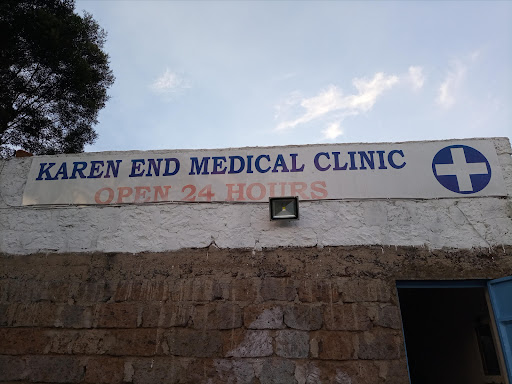 KAREN END MEDICAL CLINIC
OPEN 24 HOURS